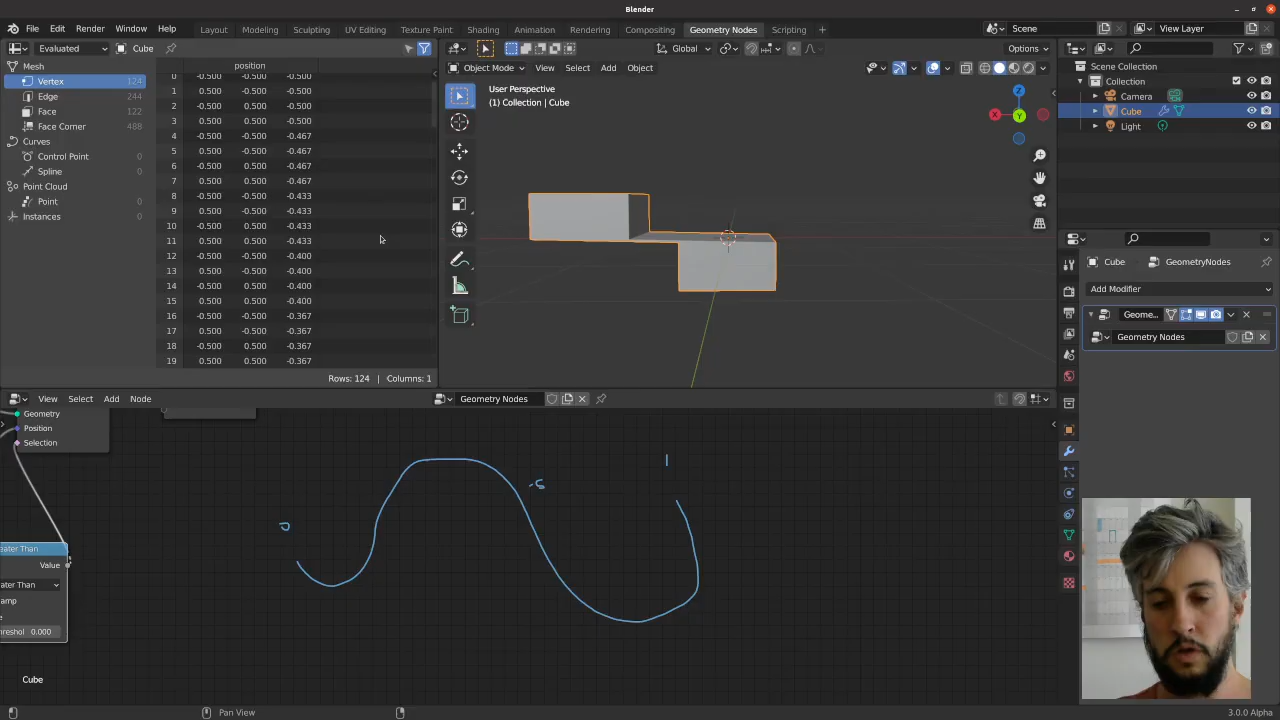 Blender
File Edit Render Window Help Layout Modeling Sculpting UV Editing Texture Paint Shading Animation Rendering Compositing Geometry Nodes Scripting + Scene View Layer
Evaluated Cube Global Options
Mesh position Object Mode View Select Add Object
Vertex 124 0 -0.500 -0.500 -0.500
Edge 244 1 0.500 -0.500 -0.500
Face 122 2 -0.500 0.500 -0.500
Face Corner 488 3 0.500 0.500 -0.500
Curves 4 -0.500 -0.500 -0.467
Control Point 0 5 0.500 -0.500 -0.467
Spline 0 6 -0.500 0.500 -0.467
Point Cloud 7 0.500 0.500 -0.467
Point 0 8 -0.500 -0.500 -0.433
Instances 0 9 0.500 -0.500 -0.433
10 -0.500 0.500 -0.433
11 0.500 0.500 -0.433
12 -0.500 -0.500 -0.400
13 0.500 -0.500 -0.400
14 -0.500 0.500 -0.400
15 0.500 0.500 -0.400
16 -0.500 -0.500 -0.367
17 0.500 -0.500 -0.367
18 -0.500 0.500 -0.367
19 0.500 0.500 -0.367
Rows: 124 | Columns: 1
User Perspective
(1) Collection | Cube
Z
X
Y
Scene Collection
Collection
Camera
Cube
Light
Cube GeometryNodes
Add Modifier
Geome...
Geometry Nodes
View Select Add Node Geometry Nodes
Geometry
Position
Selection
0
1
eater Than
Value
ater Than
amp
e
reshol 0.000
Cube
Pan View
3.0.0 Alpha